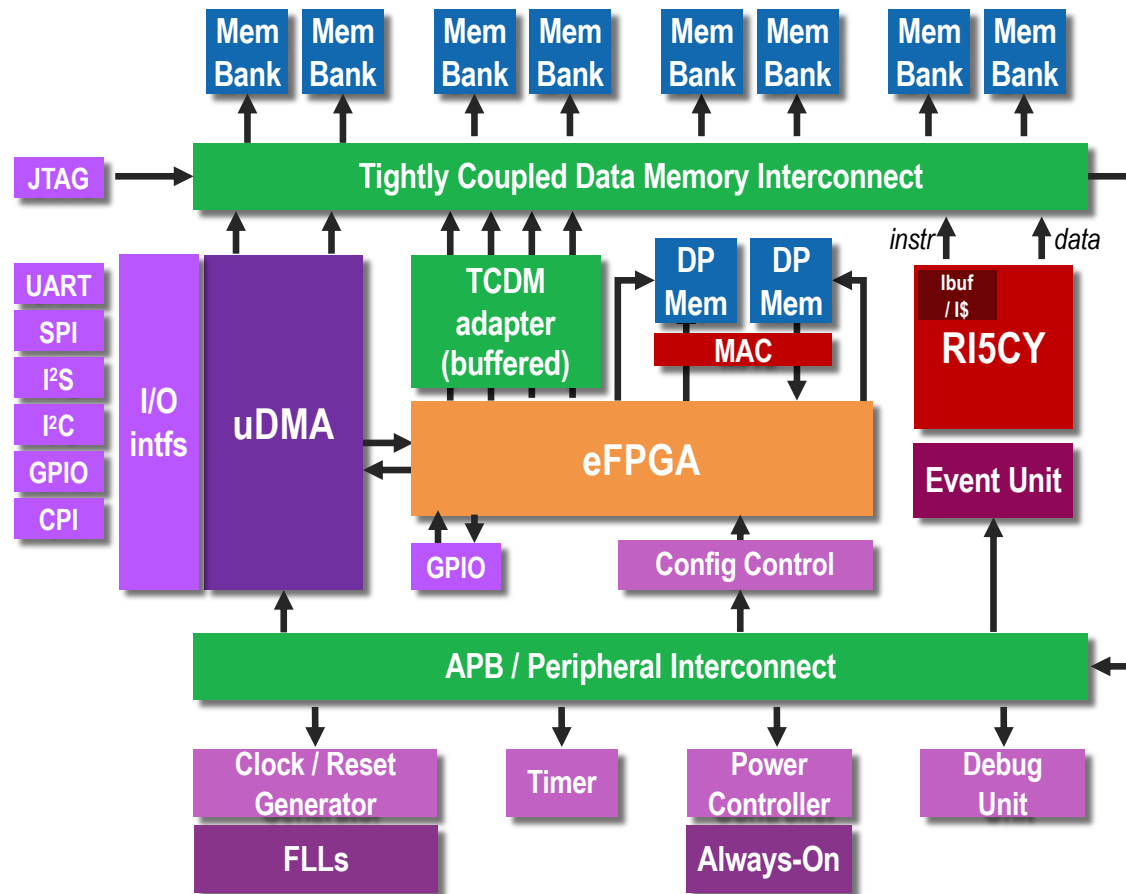 Mem
Bank
Mem
Bank
Mem
Bank
Mem
Bank
Mem
Bank
Mem
Bank
Mem
Bank
Mem
Bank
JTAG
Tightly Coupled Data Memory Interconnect
instr
data
UART
SPI
I²S
I²C
GPIO
CPI
I/O
intfs
uDMA
TCDM
adapter
(buffered)
DP
Mem
DP
Mem
MAC
Ibuf
/ I$
RI5CY
eFPGA
Event Unit
GPIO
Config Control
APB / Peripheral Interconnect
Clock / Reset
Generator
FLLs
Timer
Power
Controller
Always-On
Debug
Unit